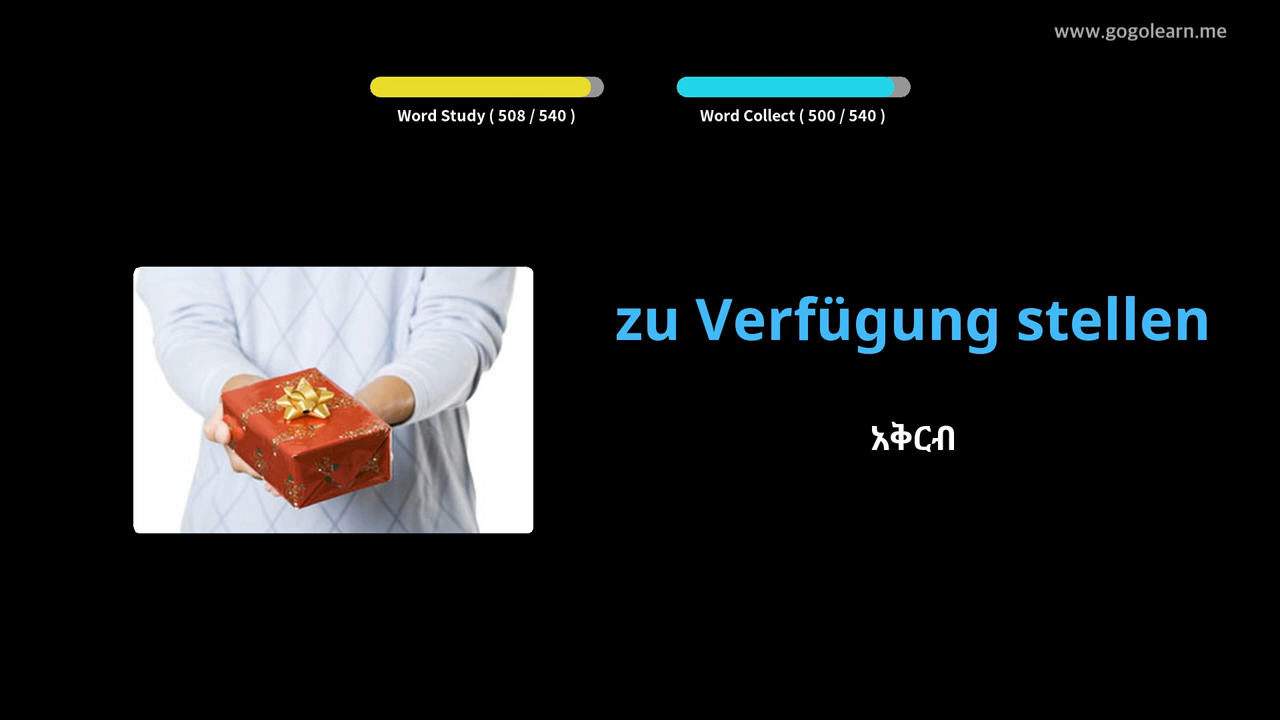 www.gogolearn.me
Word Study ( 508 / 540 )
Word Collect ( 500 / 540 )
zu Verfügung stellen
አቅርብ